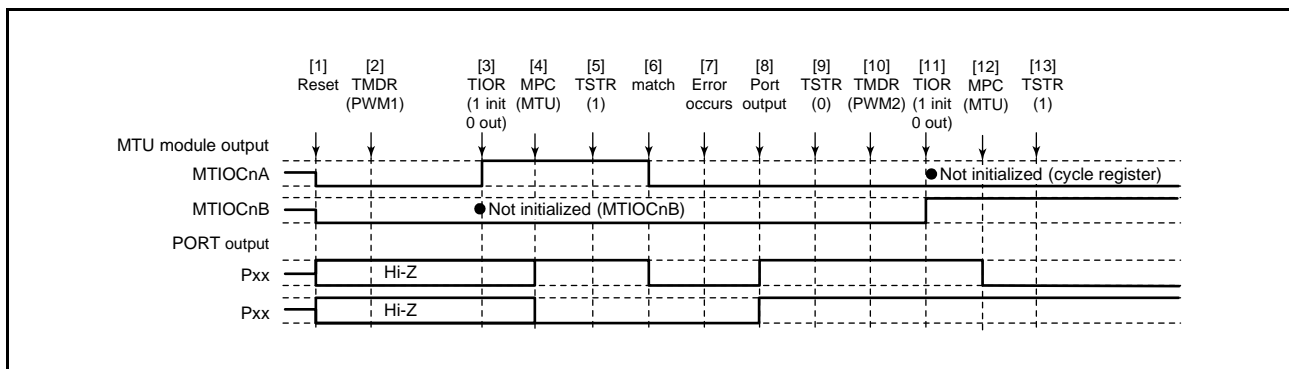 [1] [2] [3] [4] [5] [6] [7] [8] [9] [10] [11] [12] [13]
Reset TMDR TIOR MPC TSTR match Error Port TSTR TMDR TIOR MPC TSTR
(PWM1) (1 init (MTU) (1) occurs output (0) (PWM2) (1 init (MTU) (1)
0 out) 0 out)
MTU module output
MTIOCnA
Not initialized (cycle register)
MTIOCnB
Not initialized (MTIOCnB)
PORT output
Pxx
Hi-Z
Pxx
Hi-Z